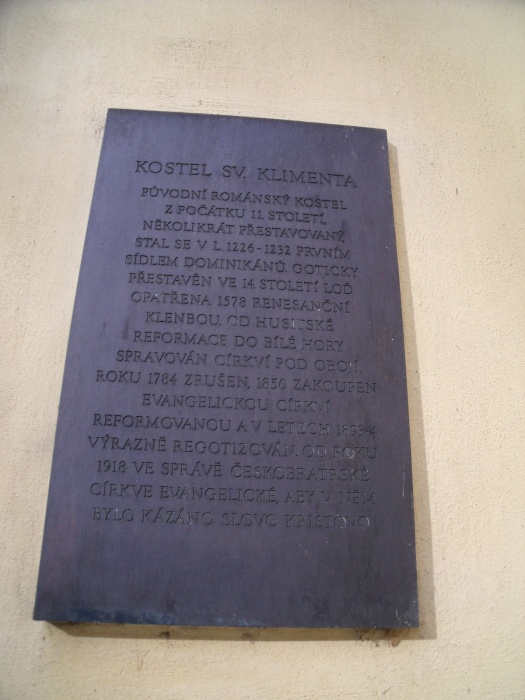 KOSTEL SV. KLIMENTA
PŮVODNÍ ROMÁNSKÝ KOSTEL
Z POČÁTKU 11. STOLETÍ,
NĚKOLIKRÁT PŘESTAVOVANÝ,
STAL SE V L. 1226-1232 PRVNÍM
SÍDLEM DOMINIKÁNŮ. GOTICKY
PŘESTAVĚN VE 14. STOLETÍ LOĎ
OPATŘENA 1578 RENESANČNÍ
KLENBOU. OD HUSITSKÉ
REFORMACE DO BÍLÉ HORY
SPRAVOVÁN CÍRKVÍ POD OBOJÍ.
ROKU 1784 ZRUŠEN, 1850 ZAKOUPEN
EVANGELICKOU CÍRKVÍ
REFORMOVANOU A V LETECH 1893-4
VÝRAZNĚ REGOTIZOVÁN. OD ROKU
1918 VE SPRÁVĚ ČESKOBRATRSKÉ
CÍRKVE EVANGELICKÉ, ABY V NĚM
BYLO KÁZÁNO SLOVO KRISTOVO